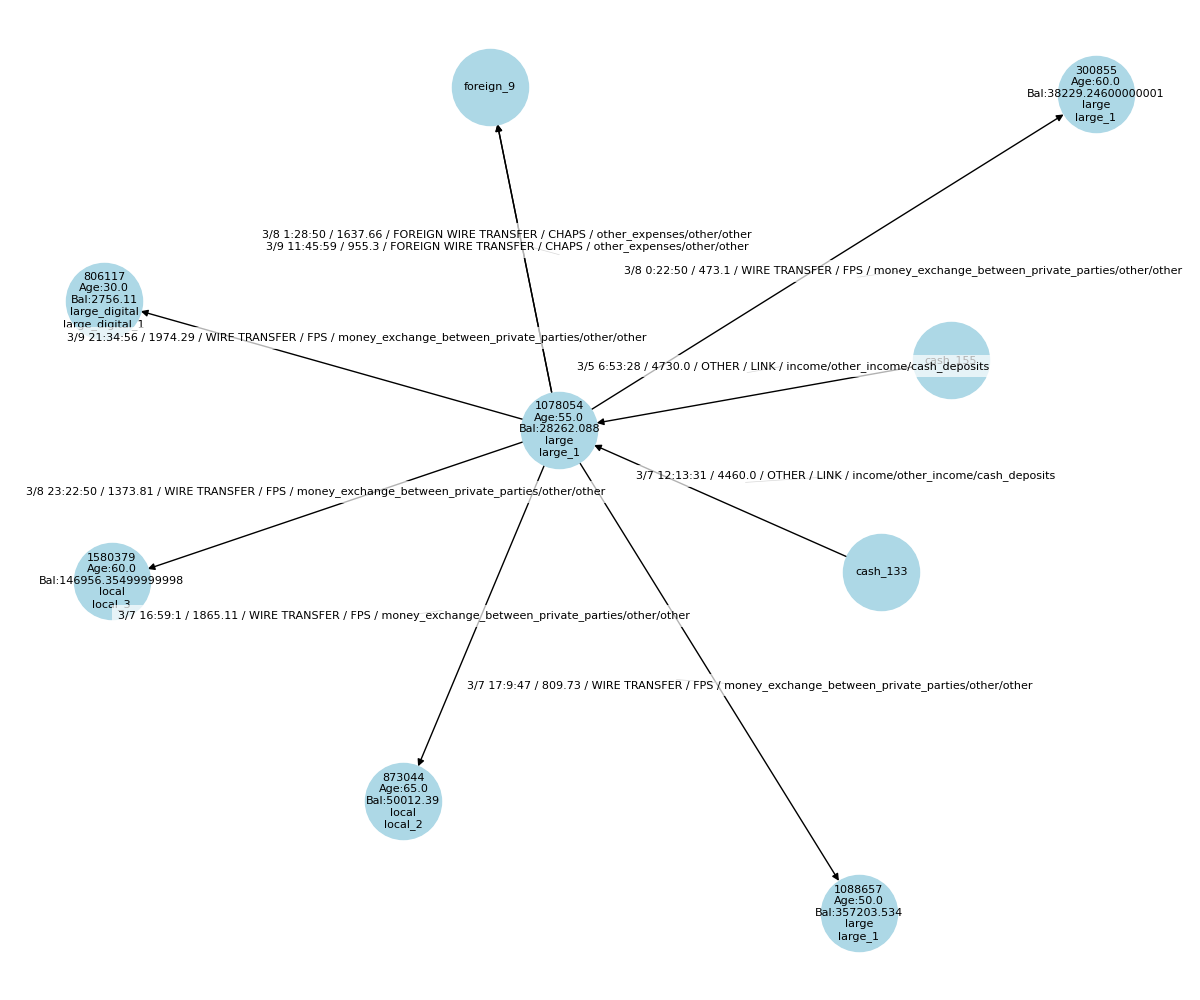 foreign_9
300855
Age:60.0
Bal:38229.24600000001
large
large_1
3/8 1:28:50 / 1637.66 / FOREIGN WIRE TRANSFER / CHAPS / other_expenses/other/other
3/9 11:45:59 / 955.3 / FOREIGN WIRE TRANSFER / CHAPS / other_expenses/other/other
3/8 0:22:50 / 473.1 / WIRE TRANSFER / FPS / money_exchange_between_private_parties/other/other
806117
Age:30.0
Bal:2756.11
large_digital
large_digital_1
3/9 21:34:56 / 1974.29 / WIRE TRANSFER / FPS / money_exchange_between_private_parties/other/other
cash_155
3/5 6:53:28 / 4730.0 / OTHER / LINK / income/other_income/cash_deposits
1078054
Age:55.0
Bal:28262.088
large
large_1
3/7 12:13:31 / 4460.0 / OTHER / LINK / income/other_income/cash_deposits
3/8 23:22:50 / 1373.81 / WIRE TRANSFER / FPS / money_exchange_between_private_parties/other/other
1580379
Age:60.0
Bal:146956.35499999998
local
local_3
cash_133
3/7 16:59:1 / 1865.11 / WIRE TRANSFER / FPS / money_exchange_between_private_parties/other/other
3/7 17:9:47 / 809.73 / WIRE TRANSFER / FPS / money_exchange_between_private_parties/other/other
873044
Age:65.0
Bal:50012.39
local
local_2
1088657
Age:50.0
Bal:357203.534
large
large_1